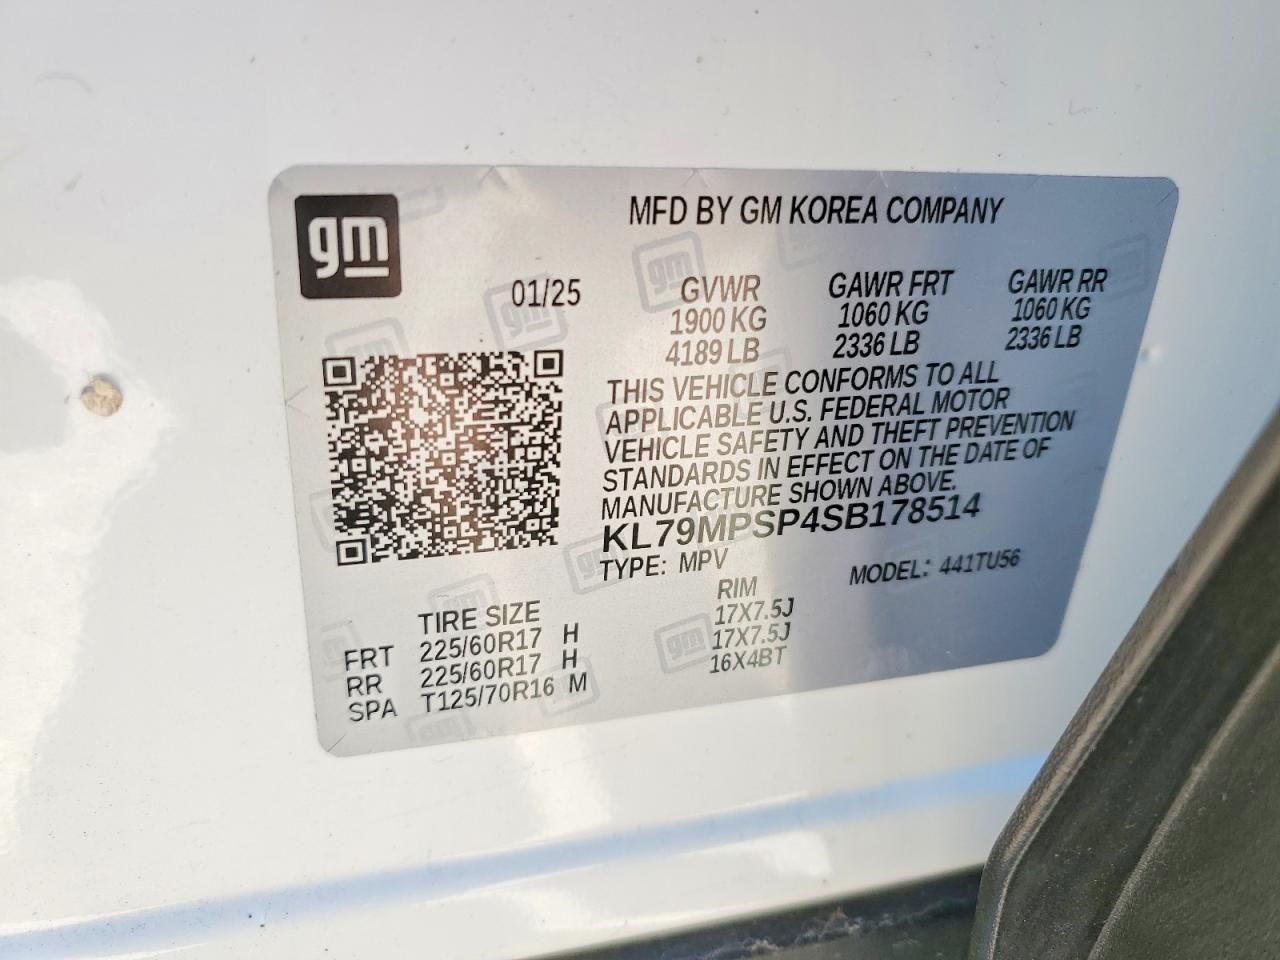 gm
MFD BY GM KOREA COMPANY
01/25
GVWR GAWR FRT GAWR RR
1900 KG 1060 KG 1060 KG
4189 LB 2336 LB 2336 LB
THIS VEHICLE CONFORMS TO ALL
APPLICABLE U.S. FEDERAL MOTOR
VEHICLE SAFETY AND THEFT PREVENTION
STANDARDS IN EFFECT ON THE DATE OF
MANUFACTURE SHOWN ABOVE.
KL79MPSP4SB178514
TYPE: MPV MODEL: 441TU56
TIRE SIZE RIM
FRT 225/60R17 H 17X7.5J
RR 225/60R17 H 17X7.5J
SPA T125/70R16 M 16X4BT